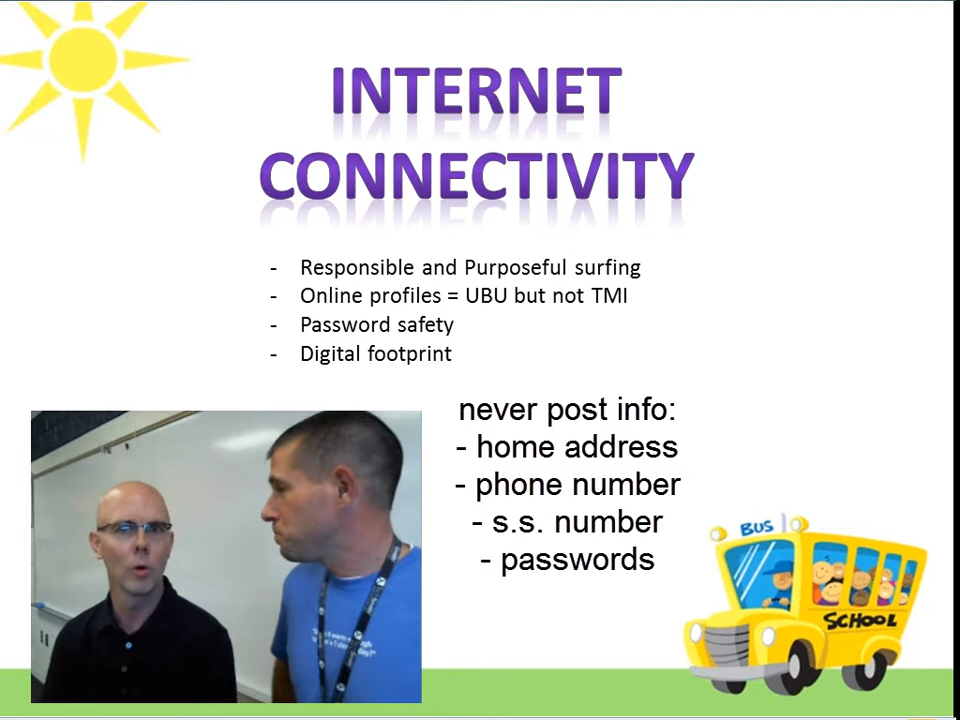 INTERNET
CONNECTIVITY
- Responsible and Purposeful surfing
- Online profiles = UBU but not TMI
- Password safety
- Digital footprint
never post info:
- home address
- phone number
- s.s. number
- passwords
BUS
SCHOOL